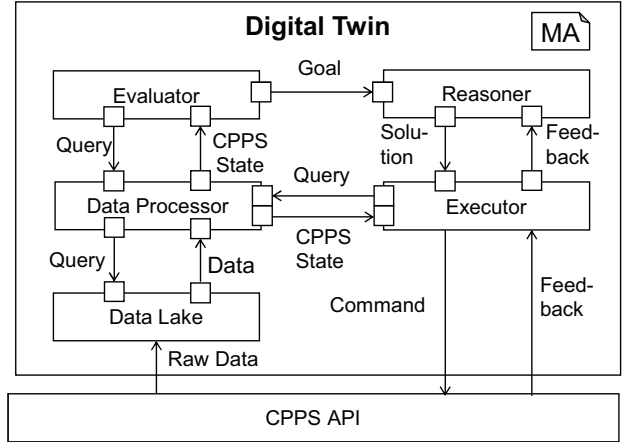 Digital Twin
MA
Goal
Evaluator
Reasoner
Query
CPPS
State
Solu-
tion
Feed-
back
Query
Data Processor
Executor
CPPS
State
Query
Data
Command
Feed-
back
Data Lake
Raw Data
CPPS API